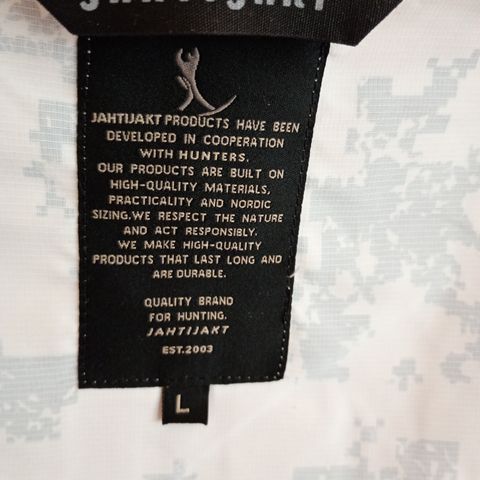 JAHTIJAKT PRODUCTS HAVE BEEN
DEVELOPED IN COOPERATION
WITH HUNTERS.
OUR PRODUCTS ARE BUILT ON
HIGH-QUALITY MATERIALS,
PRACTICALITY AND NORDIC
SIZING.WE RESPECT THE NATURE
AND ACT RESPONSIBLY.
WE MAKE HIGH-QUALITY
PRODUCTS THAT LAST LONG AND
ARE DURABLE.
QUALITY BRAND
FOR HUNTING.
JAHTIJAKT
EST.2003
L